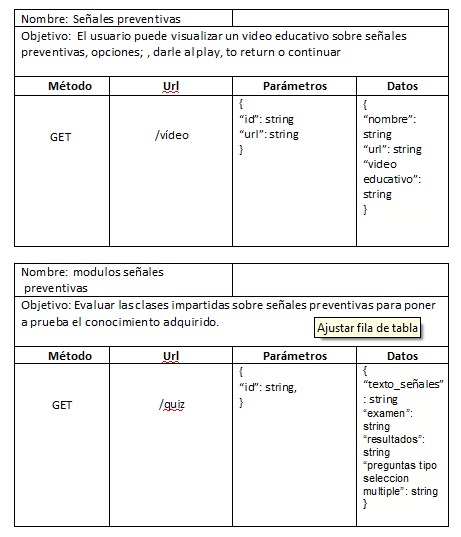 Nombre: Señales preventivas
Objetivo: El usuario puede visualizar un video educativo sobre señales
preventivas, opciones; , darle al play, to return o continuar
Método Url Parámetros Datos
GET
/vídeo
{
“id”: string
“url”: string
}
{
“nombre”:
string
“url”: string
“video
educativo”:
string
}
Nombre: modulos señales
preventivas
Objetivo: Evaluar las clases impartidas sobre señales preventivas para poner
a prueba el conocimiento adquirido.
Ajustar fila de tabla
Método Url Parámetros Datos
GET
/quiz
{
“id”: string,
}
{
“texto_señales”
: string
“examen”:
string
“resultados”:
string
“preguntas tipo
seleccion
multiple”: string
}